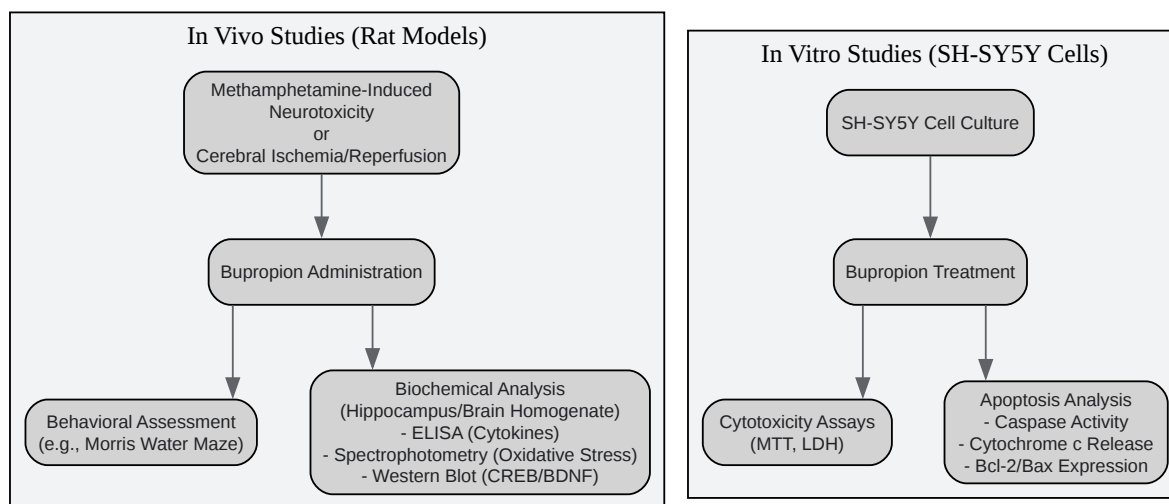 In Vivo Studies (Rat Models)
Methamphetamine-Induced
Neurotoxicity
or
Cerebral Ischemia/Reperfusion
Bupropion Administration
Behavioral Assessment
(e.g., Morris Water Maze)
Biochemical Analysis
(Hippocampus/Brain Homogenate)
- ELISA (Cytokines)
- Spectrophotometry (Oxidative Stress)
- Western Blot (CREB/BDNF)
In Vitro Studies (SH-SY5Y Cells)
SH-SY5Y Cell Culture
Bupropion Treatment
Cytotoxicity Assays
(MTT, LDH)
Apoptosis Analysis
- Caspase Activity
- Cytochrome c Release
- Bcl-2/Bax Expression